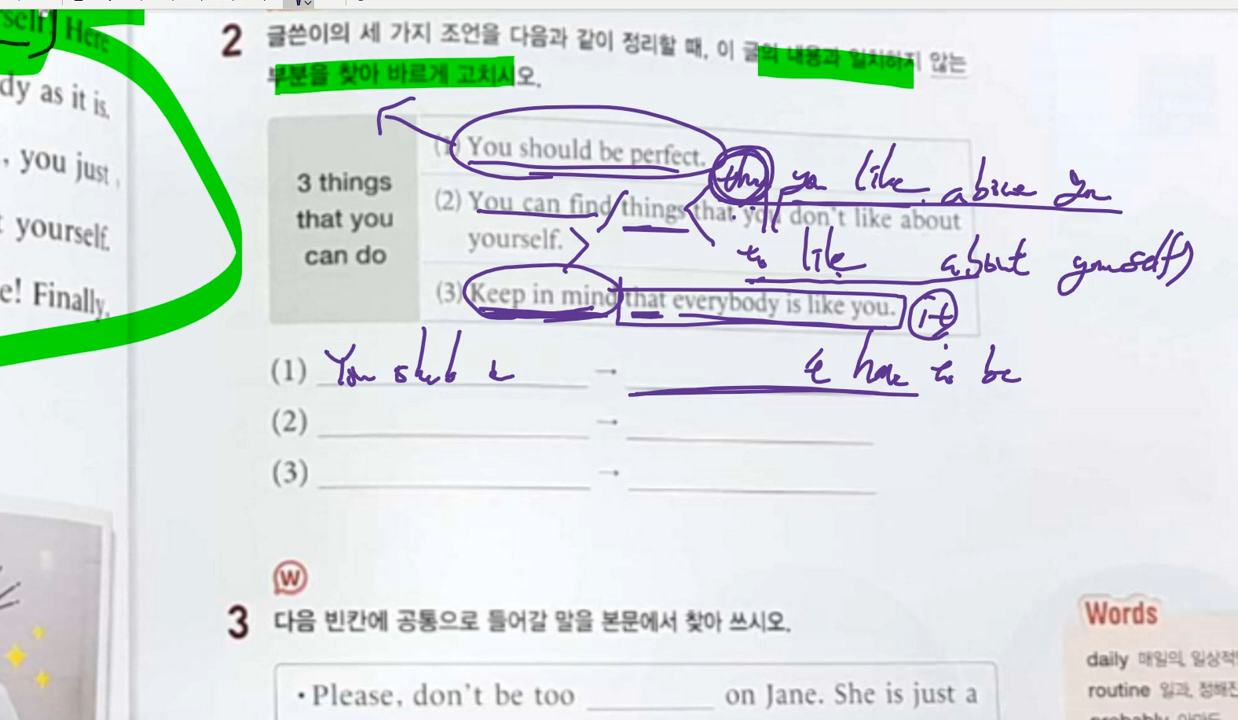 self! Here
dy as it is.
, you just
yourself.
e! Finally,
2 글쓴이의 세 가지 조언을 다음과 같이 정리할 때, 이 글의 내용과 일치하지 않는
부분을 찾아 바르게 고치시오.
3 things
that you
can do
(1) You should be perfect.
you like about you
(2) You can find things that you don't like about
yourself.
to like about yourself)
(3) Keep in mind that everybody is like you.
(1) You →
have to be
(2) →
(3) →
W
3 다음 빈칸에 공통으로 들어갈 말을 본문에서 찾아 쓰시오.
• Please, don't be too ______ on Jane. She is just a
Words
daily 매일의, 일상적
routine 일과, 정해진
probably 아마도